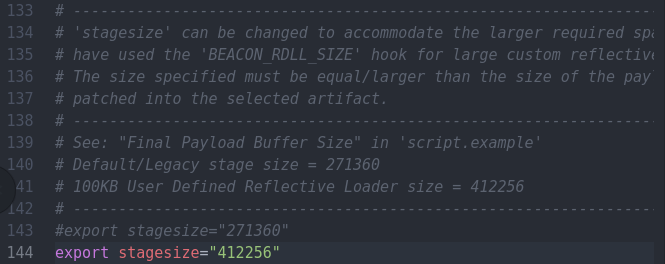 133 # ----------------------------------------------------------------
134 # 'stagesize' can be changed to accommodate the larger required
135 # have used the 'BEACON_RDLL_SIZE' hook for large custom
136 # The size specified must be equal/larger than the size of the pay
137 # patched into the selected artifact.
138 # ----------------------------------------------------------------
139 # See: "Final Payload Buffer Size" in 'script.example'
140 # Default/Legacy stage size = 271360
41 # 100KB User Defined Reflective Loader size = 412256
142 # ----------------------------------------------------------------
143 #export stagesize="271360"
144 export stagesize="412256"